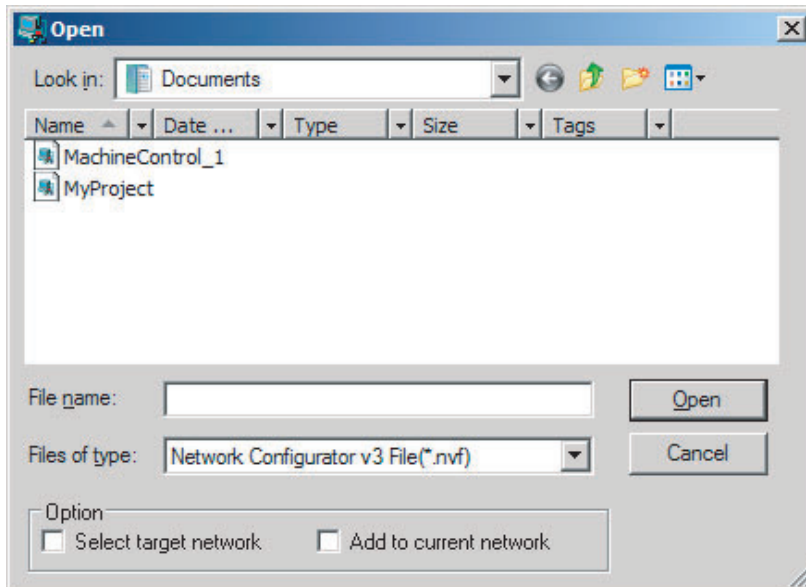 Open
Look in: Documents
Name Date ... Type Size Tags
MachineControl_1
MyProject
File name: Open
Files of type: Network Configurator v3 File(*.nvf) Cancel
Option
Select target network Add to current network